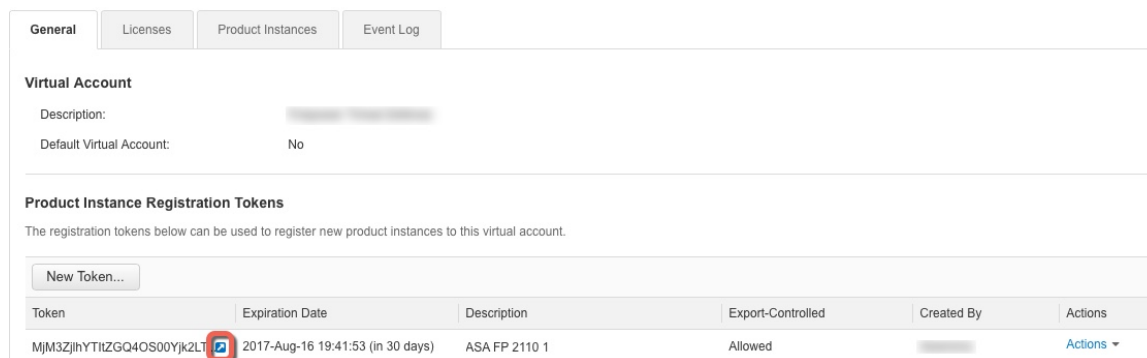 General Licenses Product Instances Event Log
Virtual Account
Description:
Default Virtual Account: No
Product Instance Registration Tokens
The registration tokens below can be used to register new product instances to this virtual account.
New Token...
Token Expiration Date Description Export-Controlled Created By Actions
MjM3ZjlhYTItZGQ4OS00Yjk2LT 2017-Aug-16 19:41:53 (in 30 days) ASA FP 2110 1 Allowed Actions